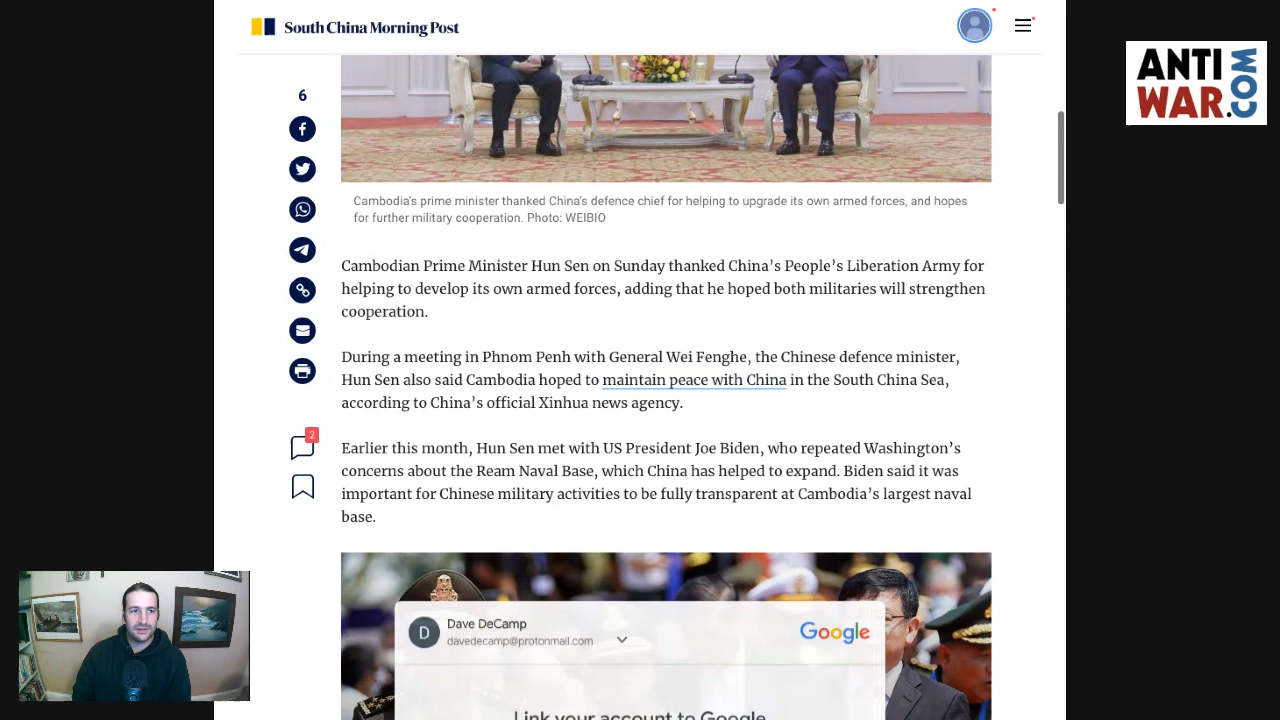 South China Morning Post
ANTI
WAR.COM
6
Cambodia's prime minister thanked China's defence chief for helping to upgrade its own armed forces, and hopes
for further military cooperation. Photo: WEIBIO
Cambodian Prime Minister Hun Sen on Sunday thanked China's People's Liberation Army for
helping to develop its own armed forces, adding that he hoped both militaries will strengthen
cooperation.
During a meeting in Phnom Penh with General Wei Fenghe, the Chinese defence minister,
Hun Sen also said Cambodia hoped to maintain peace with China in the South China Sea,
according to China's official Xinhua news agency.
2
Earlier this month, Hun Sen met with US President Joe Biden, who repeated Washington's
concerns about the Ream Naval Base, which China has helped to expand. Biden said it was
important for Chinese military activities to be fully transparent at Cambodia's largest naval
base.
D
Dave DeCamp
davedecamp@protonmail.com
Google
Link your account to Google